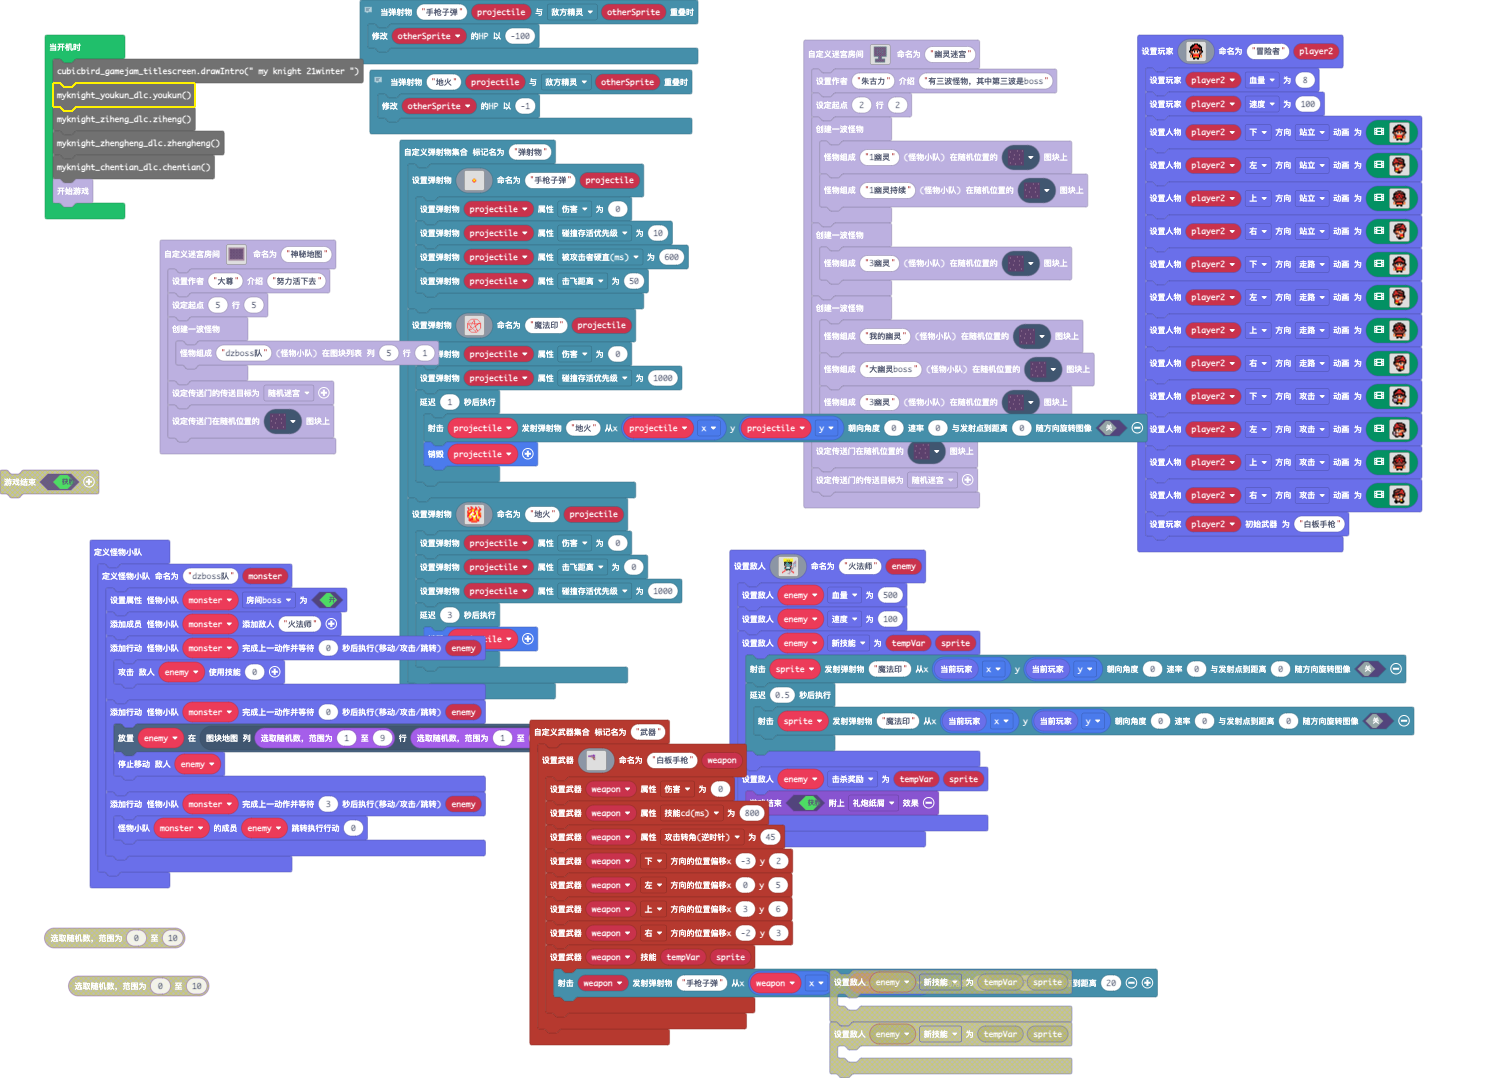 当开机时
cubicbird_gamejam_titlescreen.drawIntro(" my knight 21winter ")
myknight_youkun_dlc.youkun()
myknight_ziheng_dlc.ziheng()
myknight_zhengheng_dlc.zhengheng()
myknight_chentian_dlc.chentian()
开始游戏
当弹射物 "手枪子弹" projectile 与 敌方精灵 otherSprite 重叠时
修改 otherSprite 的HP 以 -100
当弹射物 "地火" projectile 与 敌方精灵 otherSprite 重叠时
修改 otherSprite 的HP 以 -1
自定义弹射物集合 标记名为 "弹射物"
设置弹射物 命名为 "手枪子弹" projectile
设置弹射物 projectile 属性 伤害 为 0
设置弹射物 projectile 属性 碰撞存活优先级 为 10
设置弹射物 projectile 属性 被攻击者硬直(ms) 为 600
设置弹射物 projectile 属性 击飞距离 为 50
设置弹射物 命名为 "魔法印" projectile
弹射物 projectile 属性 伤害 为 0
设置弹射物 projectile 属性 碰撞存活优先级 为 1000
延迟 1 秒后执行
射击 projectile 发射弹射物 "地火" 从x projectile x y projectile y 朝向角度 0 速率 0 与发射点到距离 0 随方向旋转图像 关
销毁 projectile
设置弹射物 命名为 "地火" projectile
设置弹射物 projectile 属性 伤害 为 0
设置弹射物 projectile 属性 击飞距离 为 0
设置弹射物 projectile 属性 碰撞存活优先级 为 1000
延迟 3 秒后执行
自定义迷宫房间 命名为 "神秘地图"
设置作者 "大尊" 介绍 "努力活下去"
设定起点 5 行 5
创建一波怪物
怪物组成 "dzboss队" (怪物小队) 在图块列表 列 5 行 1
设定传送门的传送目标为 随机迷宫
设定传送门在随机位置的 图块上
游戏结束
定义怪物小队
定义怪物小队 命名为 "dzboss队" monster
设置属性 怪物小队 monster 房间boss 为 开
添加成员 怪物小队 monster 添加敌人 "火法师"
添加行动 怪物小队 monster 完成上一动作并等待 0 秒后执行(移动/攻击/跳转) enemy
攻击 敌人 enemy 使用技能 0
添加行动 怪物小队 monster 完成上一动作并等待 0 秒后执行(移动/攻击/跳转) enemy
放置 enemy 在 图块地图 列 选取随机数，范围为 1 至 9 行 选取随机数，范围为 1 至
停止移动 敌人 enemy
添加行动 怪物小队 monster 完成上一动作并等待 3 秒后执行(移动/攻击/跳转) enemy
怪物小队 monster 的成员 enemy 跳转执行行动 0
选取随机数，范围为 0 至 10
选取随机数，范围为 0 至 10
自定义迷宫房间 命名为 "幽灵迷宫"
设置作者 "朱古力" 介绍 "有三波怪物，其中第三波是boss"
设定起点 2 行 2
创建一波怪物
怪物组成 "1幽灵" (怪物小队) 在随机位置的 图块上
怪物组成 "1幽灵持续" (怪物小队) 在随机位置的 图块上
创建一波怪物
怪物组成 "3幽灵" (怪物小队) 在随机位置的 图块上
创建一波怪物
怪物组成 "我的幽灵" (怪物小队) 在随机位置的 图块上
怪物组成 "大幽灵boss" (怪物小队) 在随机位置的 图块上
怪物组成 "3幽灵" (怪物小队) 在随机位置的 图块上
设定传送门在随机位置的 图块上
设定传送门的传送目标为 随机迷宫
设置玩家 命名为 "冒险者" player2
设置玩家 player2 血量 为 8
设置玩家 player2 速度 为 100
设置人物 player2 下 方向 站立 动画 为
设置人物 player2 左 方向 站立 动画 为
设置人物 player2 上 方向 站立 动画 为
设置人物 player2 右 方向 站立 动画 为
设置人物 player2 下 方向 走路 动画 为
设置人物 player2 左 方向 走路 动画 为
设置人物 player2 上 方向 走路 动画 为
设置人物 player2 右 方向 走路 动画 为
设置人物 player2 下 方向 攻击 动画 为
设置人物 player2 左 方向 攻击 动画 为
设置人物 player2 上 方向 攻击 动画 为
设置人物 player2 右 方向 攻击 动画 为
设置玩家 player2 初始武器 为 "白板手枪"
设置敌人 命名为 "火法师" enemy
设置敌人 enemy 血量 为 500
设置敌人 enemy 速度 为 100
设置敌人 enemy 新技能 为 tempVar sprite
射击 sprite 发射弹射物 "魔法印" 从x 当前玩家 x y 当前玩家 y 朝向角度 0 速率 0 与发射点到距离 0 随方向旋转图像 关
延迟 0.5 秒后执行
射击 sprite 发射弹射物 "魔法印" 从x 当前玩家 x y 当前玩家 y 朝向角度 0 速率 0 与发射点到距离 0 随方向旋转图像 关
设置敌人 enemy 击杀奖励 为 tempVar sprite
结束 附上 礼炮纸屑 效果
自定义武器集合 标记名为 "武器"
设置武器 命名为 "白板手枪" weapon
设置武器 weapon 属性 伤害 为 0
设置武器 weapon 属性 技能cd(ms) 为 800
设置武器 weapon 属性 攻击转角(逆时针) 为 45
设置武器 weapon 下 方向的位置偏移x -3 y 2
设置武器 weapon 左 方向的位置偏移x 0 y 5
设置武器 weapon 上 方向的位置偏移x 3 y 6
设置武器 weapon 右 方向的位置偏移x -2 y 3
设置武器 weapon 技能 tempVar sprite
射击 weapon 发射弹射物 "手枪子弹" 从x weapon x 到距离 20
设置敌人 enemy 新技能 为 tempVar sprite
设置敌人 enemy 新技能 为 tempVar sprite